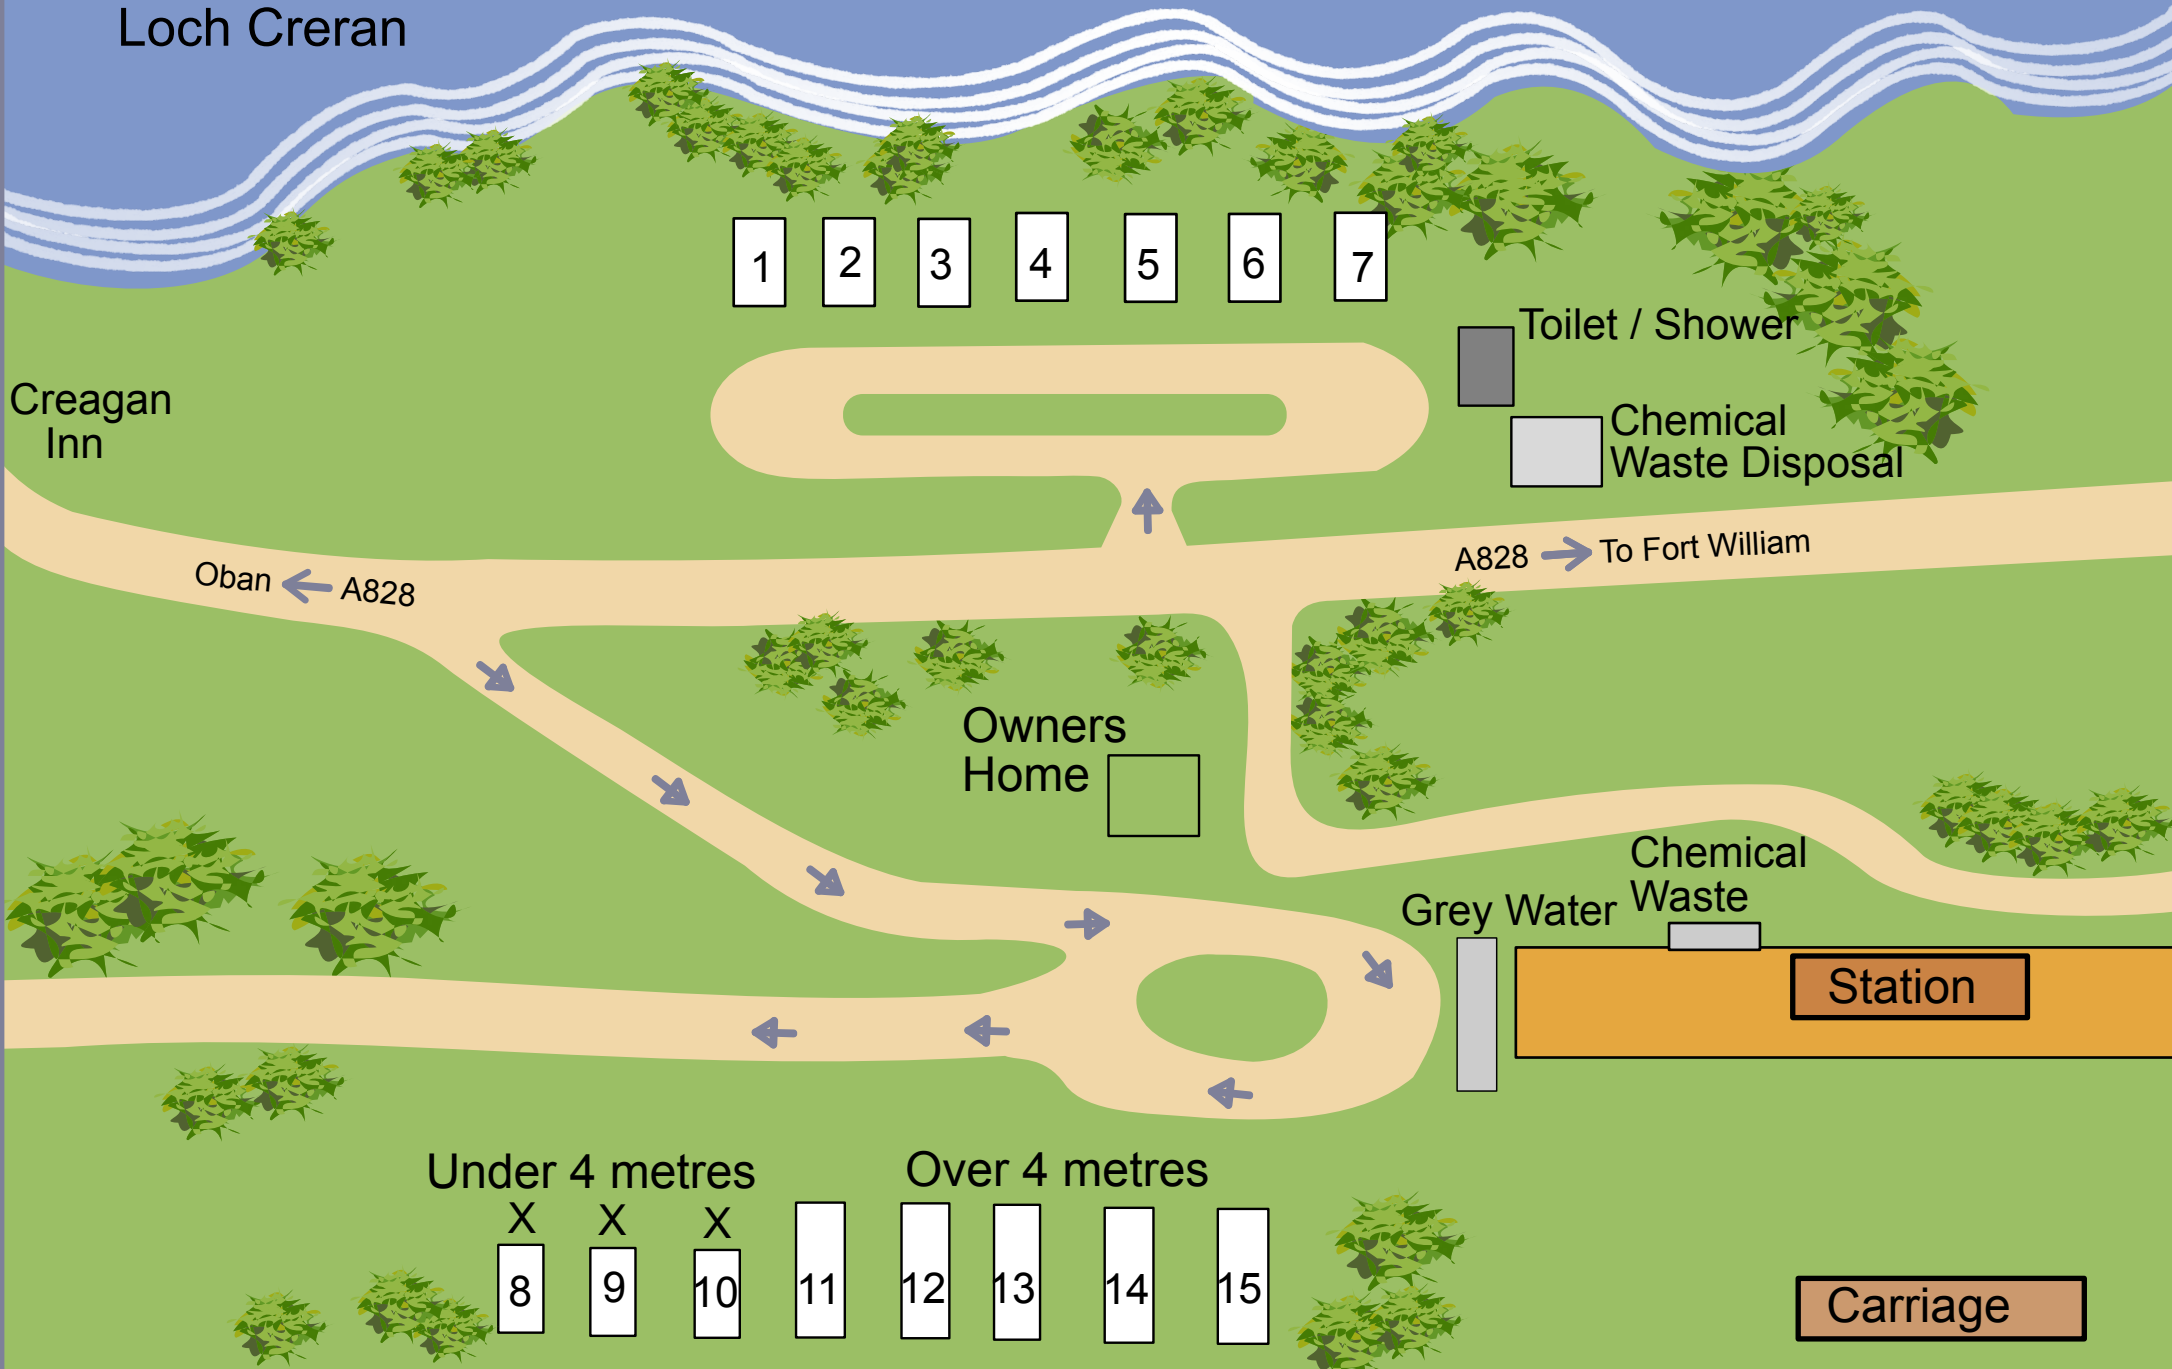 Loch Creran
1 2 3 4 5 6 7
Toilet / Shower
Creagan
Inn
Chemical
Waste Disposal
Oban A828
A828 To Fort William
Owners
Home
Chemical
Waste
Grey Water
Station
Under 4 metres
Over 4 metres
X X X
8 9 10 11 12 13 14 15
Carriage